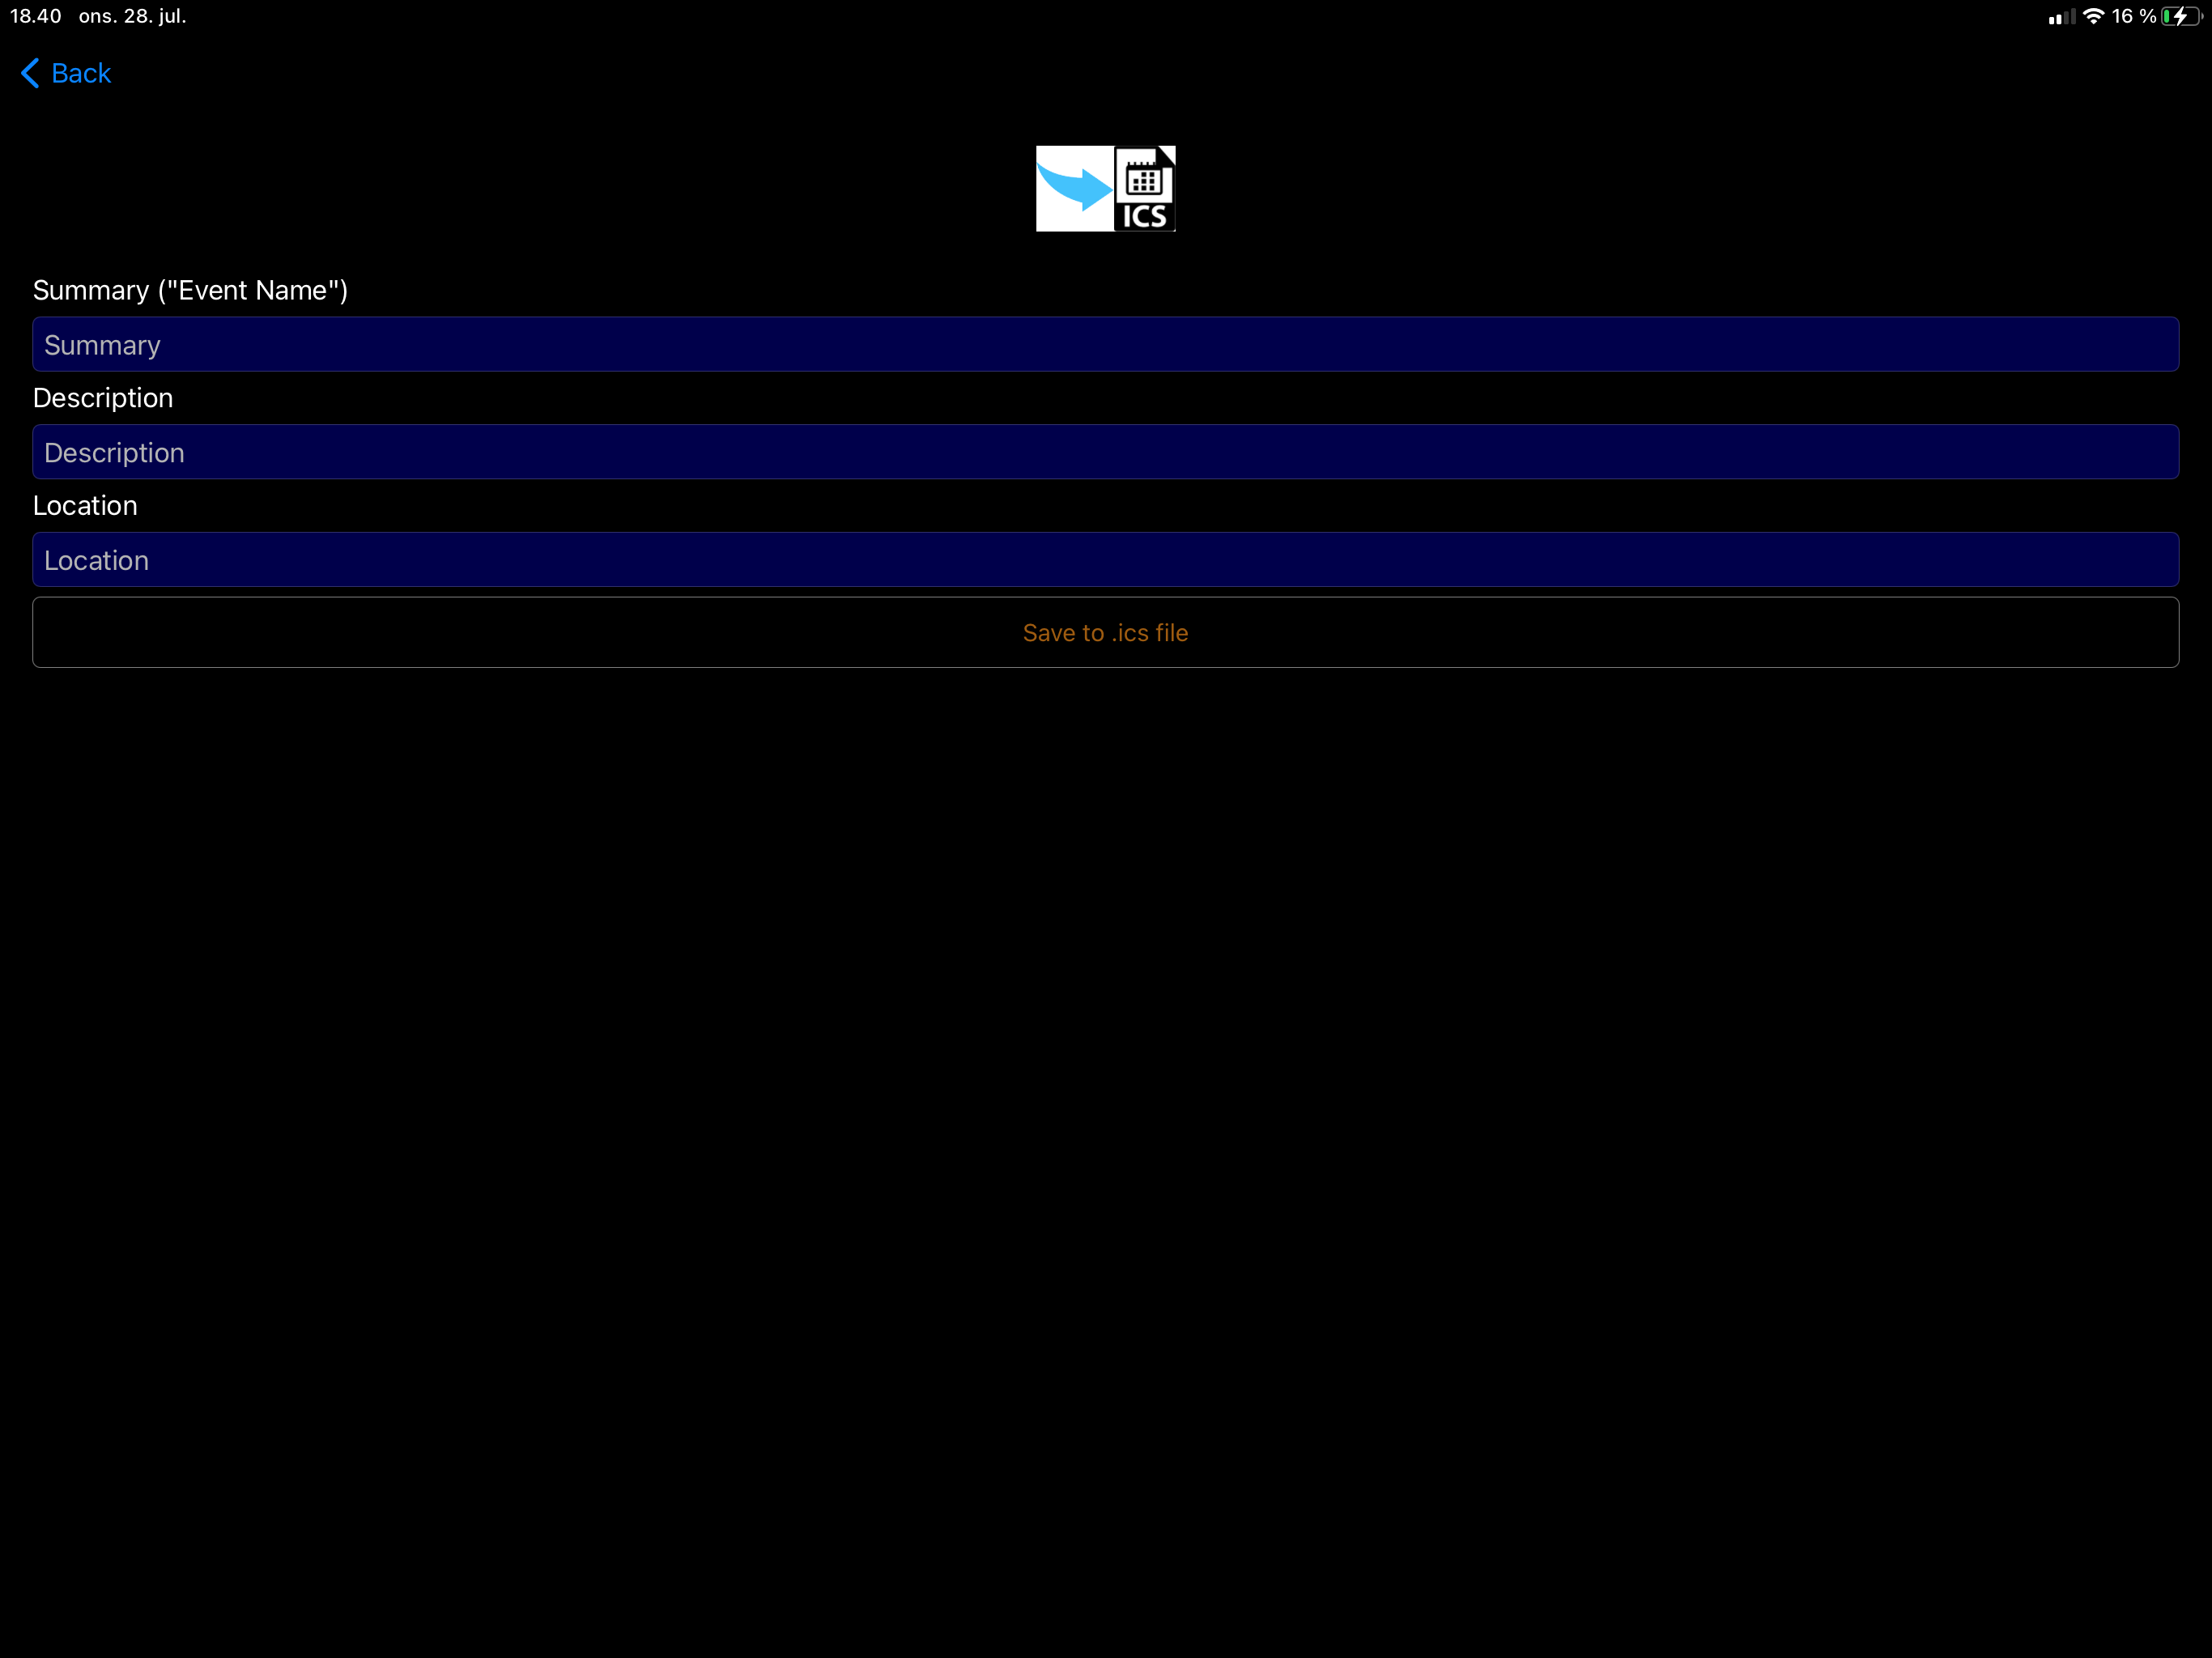 18.40 ons. 28. jul. 16 %
Back
ICS
Summary ("Event Name")
Summary
Description
Description
Location
Location
Save to .ics file